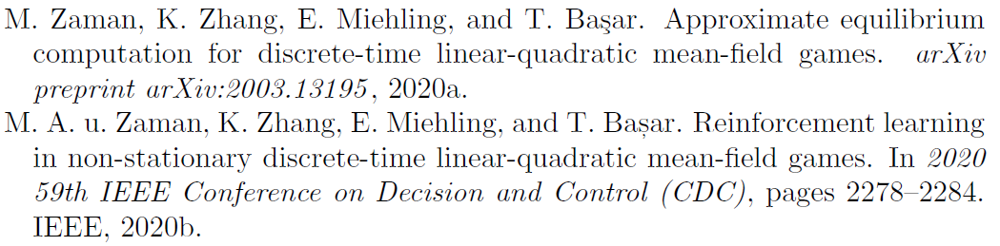 M. Zaman, K. Zhang, E. Miehling, and T. Başar. Approximate equilibrium
computation for discrete-time linear-quadratic mean-field games. arXiv
preprint arXiv:2003.13195, 2020a.
M. A. u. Zaman, K. Zhang, E. Miehling, and T. Başar. Reinforcement learning
in non-stationary discrete-time linear-quadratic mean-field games. In 2020
59th IEEE Conference on Decision and Control (CDC), pages 2278–2284.
IEEE, 2020b.